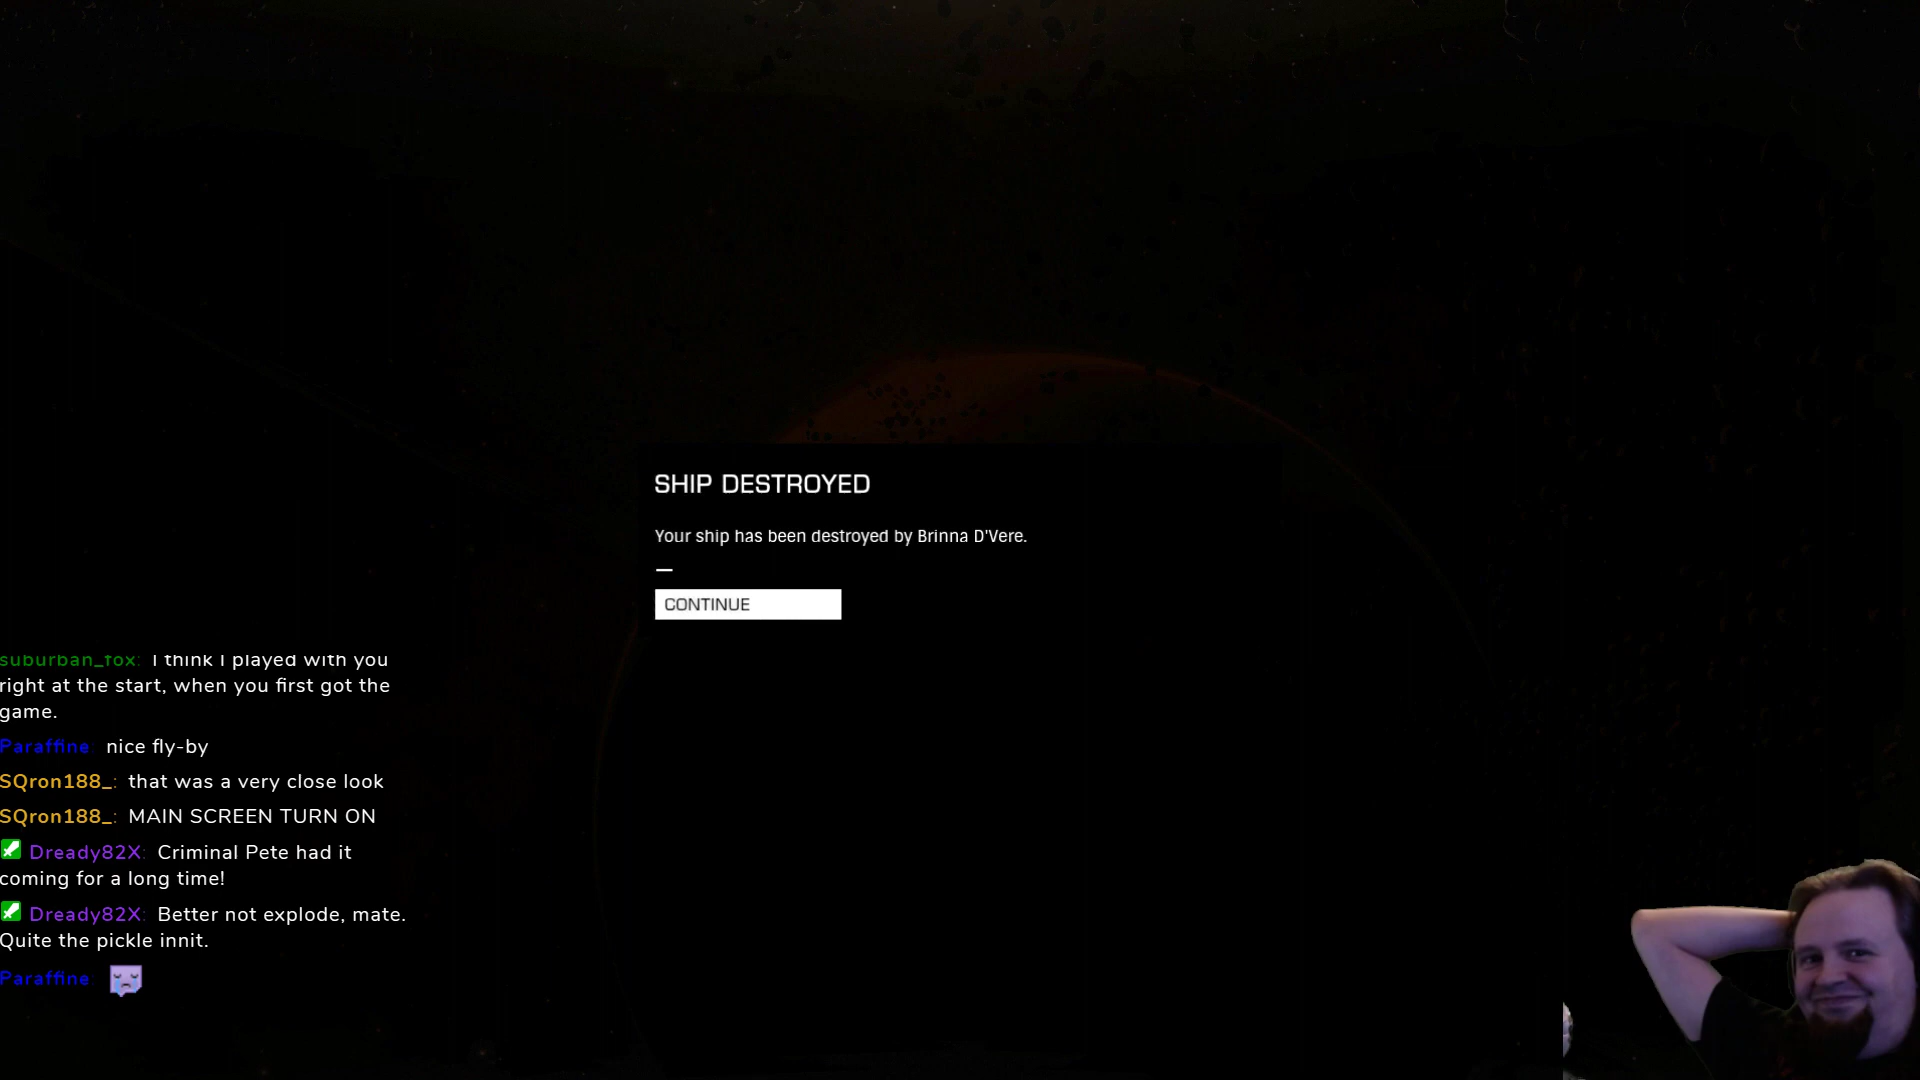 SHIP DESTROYED
Your ship has been destroyed by Brinna D'Vere.
CONTINUE
suburban_fox: I think I played with you
right at the start, when you first got the
game.
Paraffine: nice fly-by
SQron188_: that was a very close look
SQron188_: MAIN SCREEN TURN ON
Dready82X: Criminal Pete had it
coming for a long time!
Dready82X: Better not explode, mate.
Quite the pickle innit.
Paraffine: